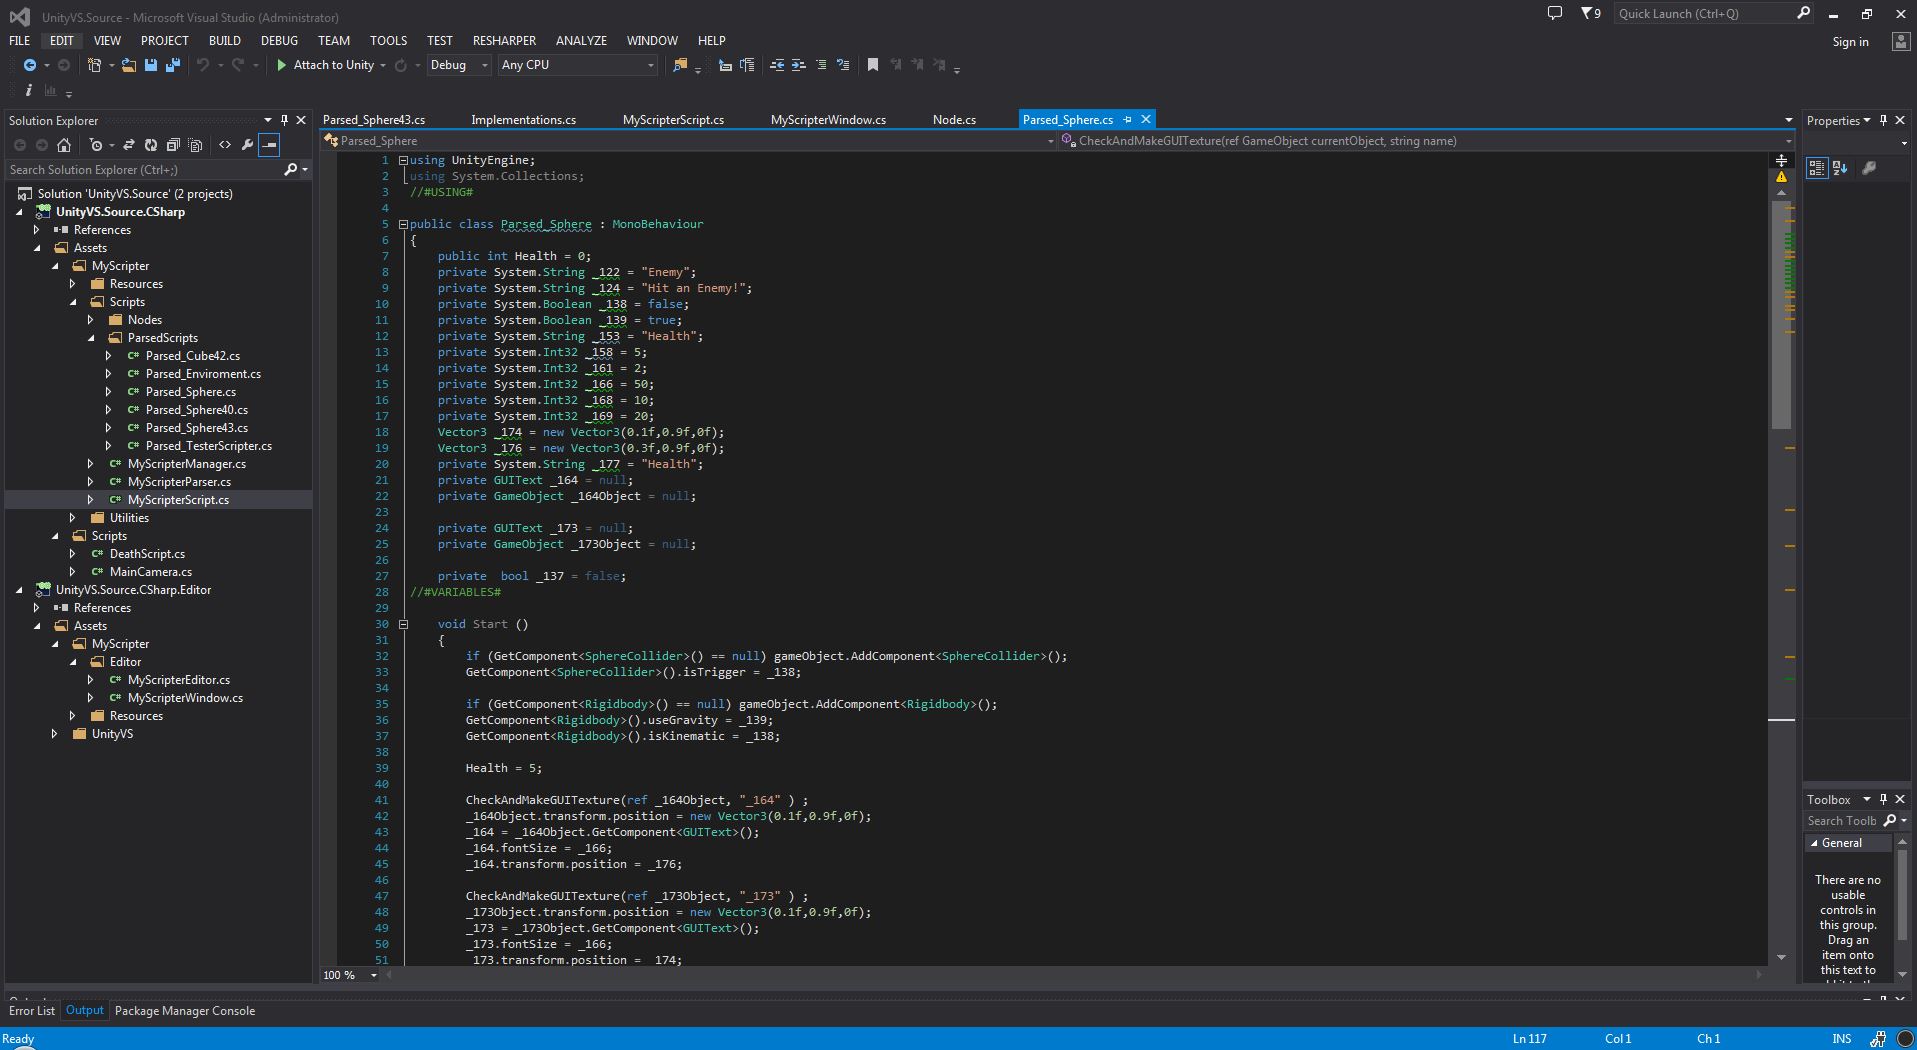 UnityVS.Source - Microsoft Visual Studio (Administrator)
9
Quick Launch (Ctrl+Q)
FILE EDIT VIEW PROJECT BUILD DEBUG TEAM TOOLS TEST RESHARPER ANALYZE WINDOW HELP
Sign in
Attach to Unity Debug Any CPU
Solution Explorer
Search Solution Explorer (Ctrl+;)
Solution 'UnityVS.Source' (2 projects)
UnityVS.Source.CSharp
References
Assets
MyScripter
Resources
Scripts
Nodes
ParsedScripts
C# Parsed_Cube42.cs
C# Parsed_Enviroment.cs
C# Parsed_Sphere.cs
C# Parsed_Sphere40.cs
C# Parsed_Sphere43.cs
C# Parsed_TesterScripter.cs
C# MyScripterManager.cs
C# MyScripterParser.cs
C# MyScripterScript.cs
Utilities
Scripts
C# DeathScript.cs
C# MainCamera.cs
UnityVS.Source.CSharp.Editor
References
Assets
MyScripter
Editor
C# MyScripterEditor.cs
C# MyScripterWindow.cs
Resources
UnityVS
Parsed_Sphere43.cs Implementations.cs MyScripterScript.cs MyScripterWindow.cs Node.cs Parsed_Sphere.cs
Parsed_Sphere CheckAndMakeGUITexture(ref GameObject currentObject, string name)
1 using UnityEngine;
2 using System.Collections;
3 //#USING#
4
5 public class Parsed_Sphere : MonoBehaviour
6 {
7 public int Health = 0;
8 private System.String _122 = "Enemy";
9 private System.String _124 = "Hit an Enemy!";
10 private System.Boolean _138 = false;
11 private System.Boolean _139 = true;
12 private System.String _153 = "Health";
13 private System.Int32 _158 = 5;
14 private System.Int32 _161 = 2;
15 private System.Int32 _166 = 50;
16 private System.Int32 _168 = 10;
17 private System.Int32 _169 = 20;
18 Vector3 _174 = new Vector3(0.1f,0.9f,0f);
19 Vector3 _176 = new Vector3(0.3f,0.9f,0f);
20 private System.String _177 = "Health";
21 private GUIText _164 = null;
22 private GameObject _164Object = null;
23
24 private GUIText _173 = null;
25 private GameObject _173Object = null;
26
27 private  bool _137 = false;
28 //#VARIABLES#
29
30 void Start ()
31 {
32 if (GetComponent<SphereCollider>() == null) gameObject.AddComponent<SphereCollider>();
33 GetComponent<SphereCollider>().isTrigger = _138;
34
35 if (GetComponent<Rigidbody>() == null) gameObject.AddComponent<Rigidbody>();
36 GetComponent<Rigidbody>().useGravity = _139;
37 GetComponent<Rigidbody>().isKinematic = _138;
38
39 Health = 5;
40
41 CheckAndMakeGUITexture(ref _164Object, "_164" ) ;
42 _164Object.transform.position = new Vector3(0.1f,0.9f,0f);
43 _164 = _164Object.GetComponent<GUIText>();
44 _164.fontSize = _166;
45 _164.transform.position = _176;
46
47 CheckAndMakeGUITexture(ref _173Object, "_173" ) ;
48 _173Object.transform.position = new Vector3(0.1f,0.9f,0f);
49 _173 = _173Object.GetComponent<GUIText>();
50 _173.fontSize = _166;
51 _173.transform.position = _174;
100 %
Properties
Toolbox
Search Toolb
General
There are no
usable
controls in
this group.
Drag an
item onto
this text to
Error List Output Package Manager Console
Ready Ln 117 Col 1 Ch 1 INS